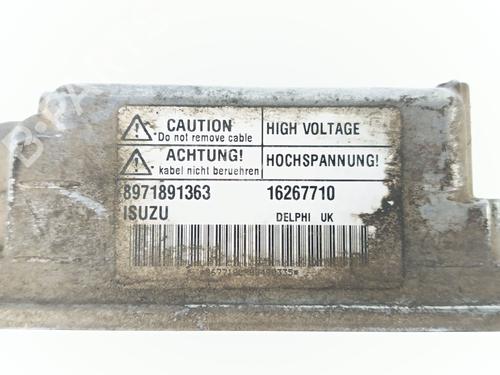 CAUTION
"Do not remove cable
HIGH VOLTAGE
ACHTUNG!
kabel nicht beruehren
HOCHSPANNUNG!
8971891363
16267710
ISUZU
DELPHI UK